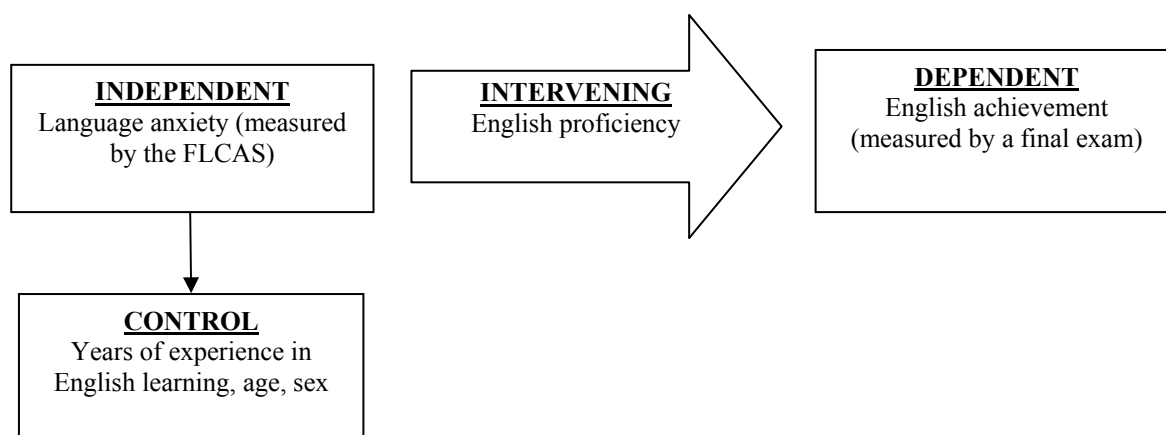 INDEPENDENT
Language anxiety (measured
by the FLCAS)
INTERVENING
English proficiency
DEPENDENT
English achievement
(measured by a final exam)
CONTROL
Years of experience in
English learning, age, sex